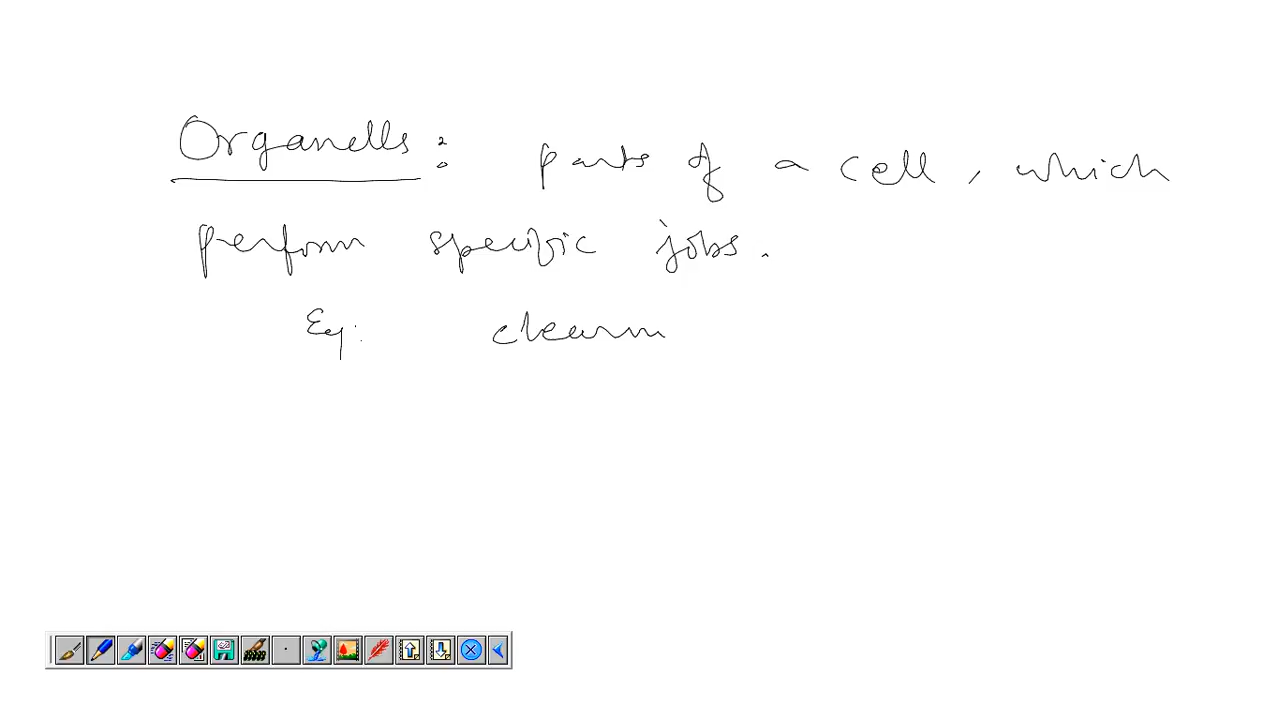 Organells: parts of a cell, which
perform specific jobs.
Eg: